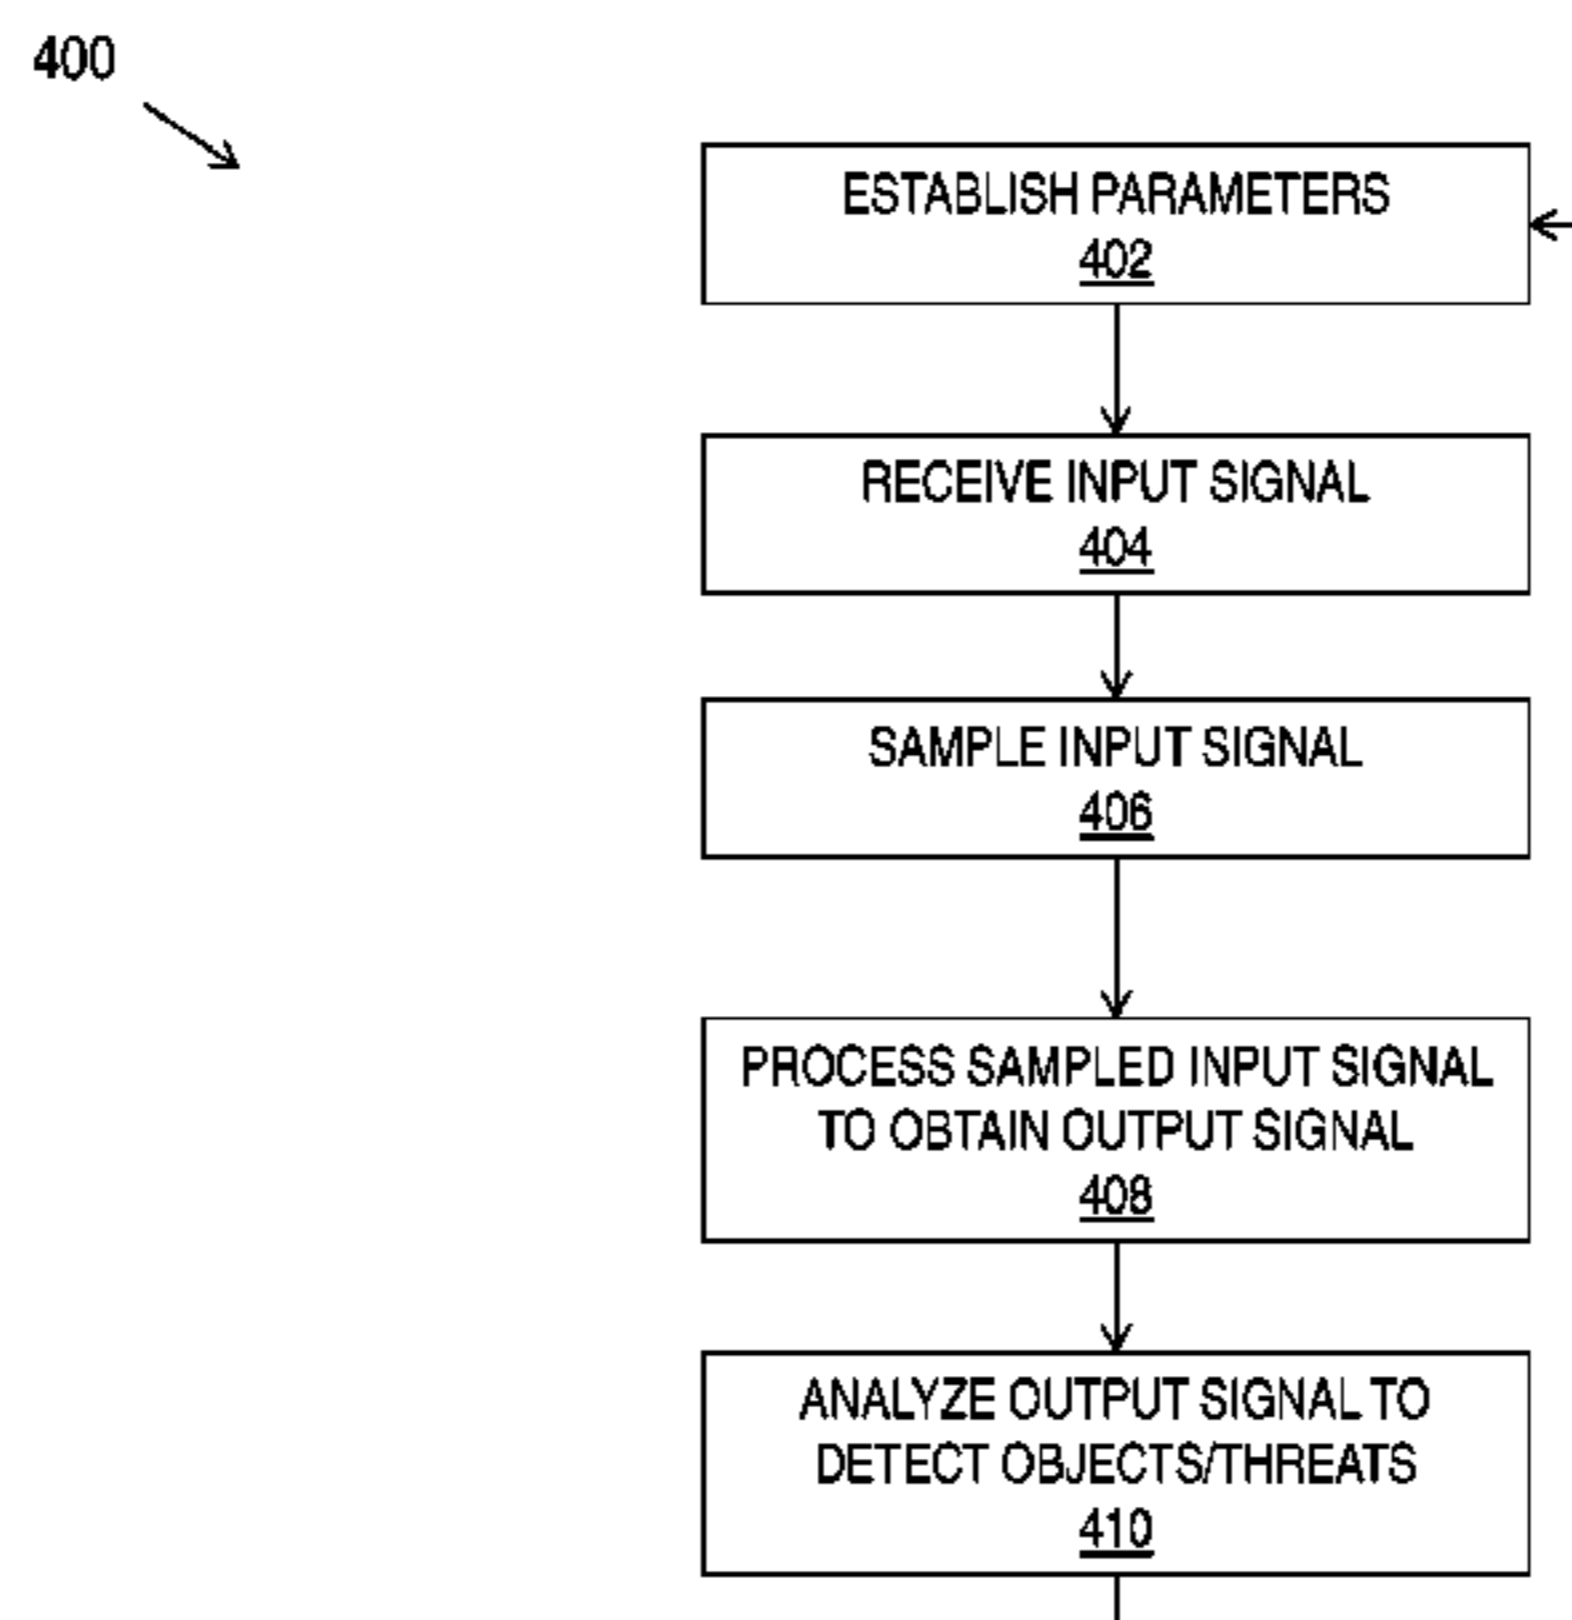 400
ESTABLISH PARAMETERS
402
RECEIVE INPUT SIGNAL
404
SAMPLE INPUT SIGNAL
406
PROCESS SAMPLED INPUT SIGNAL
TO OBTAIN OUTPUT SIGNAL
408
ANALYZE OUTPUT SIGNAL TO
DETECT OBJECTS/THREATS
410